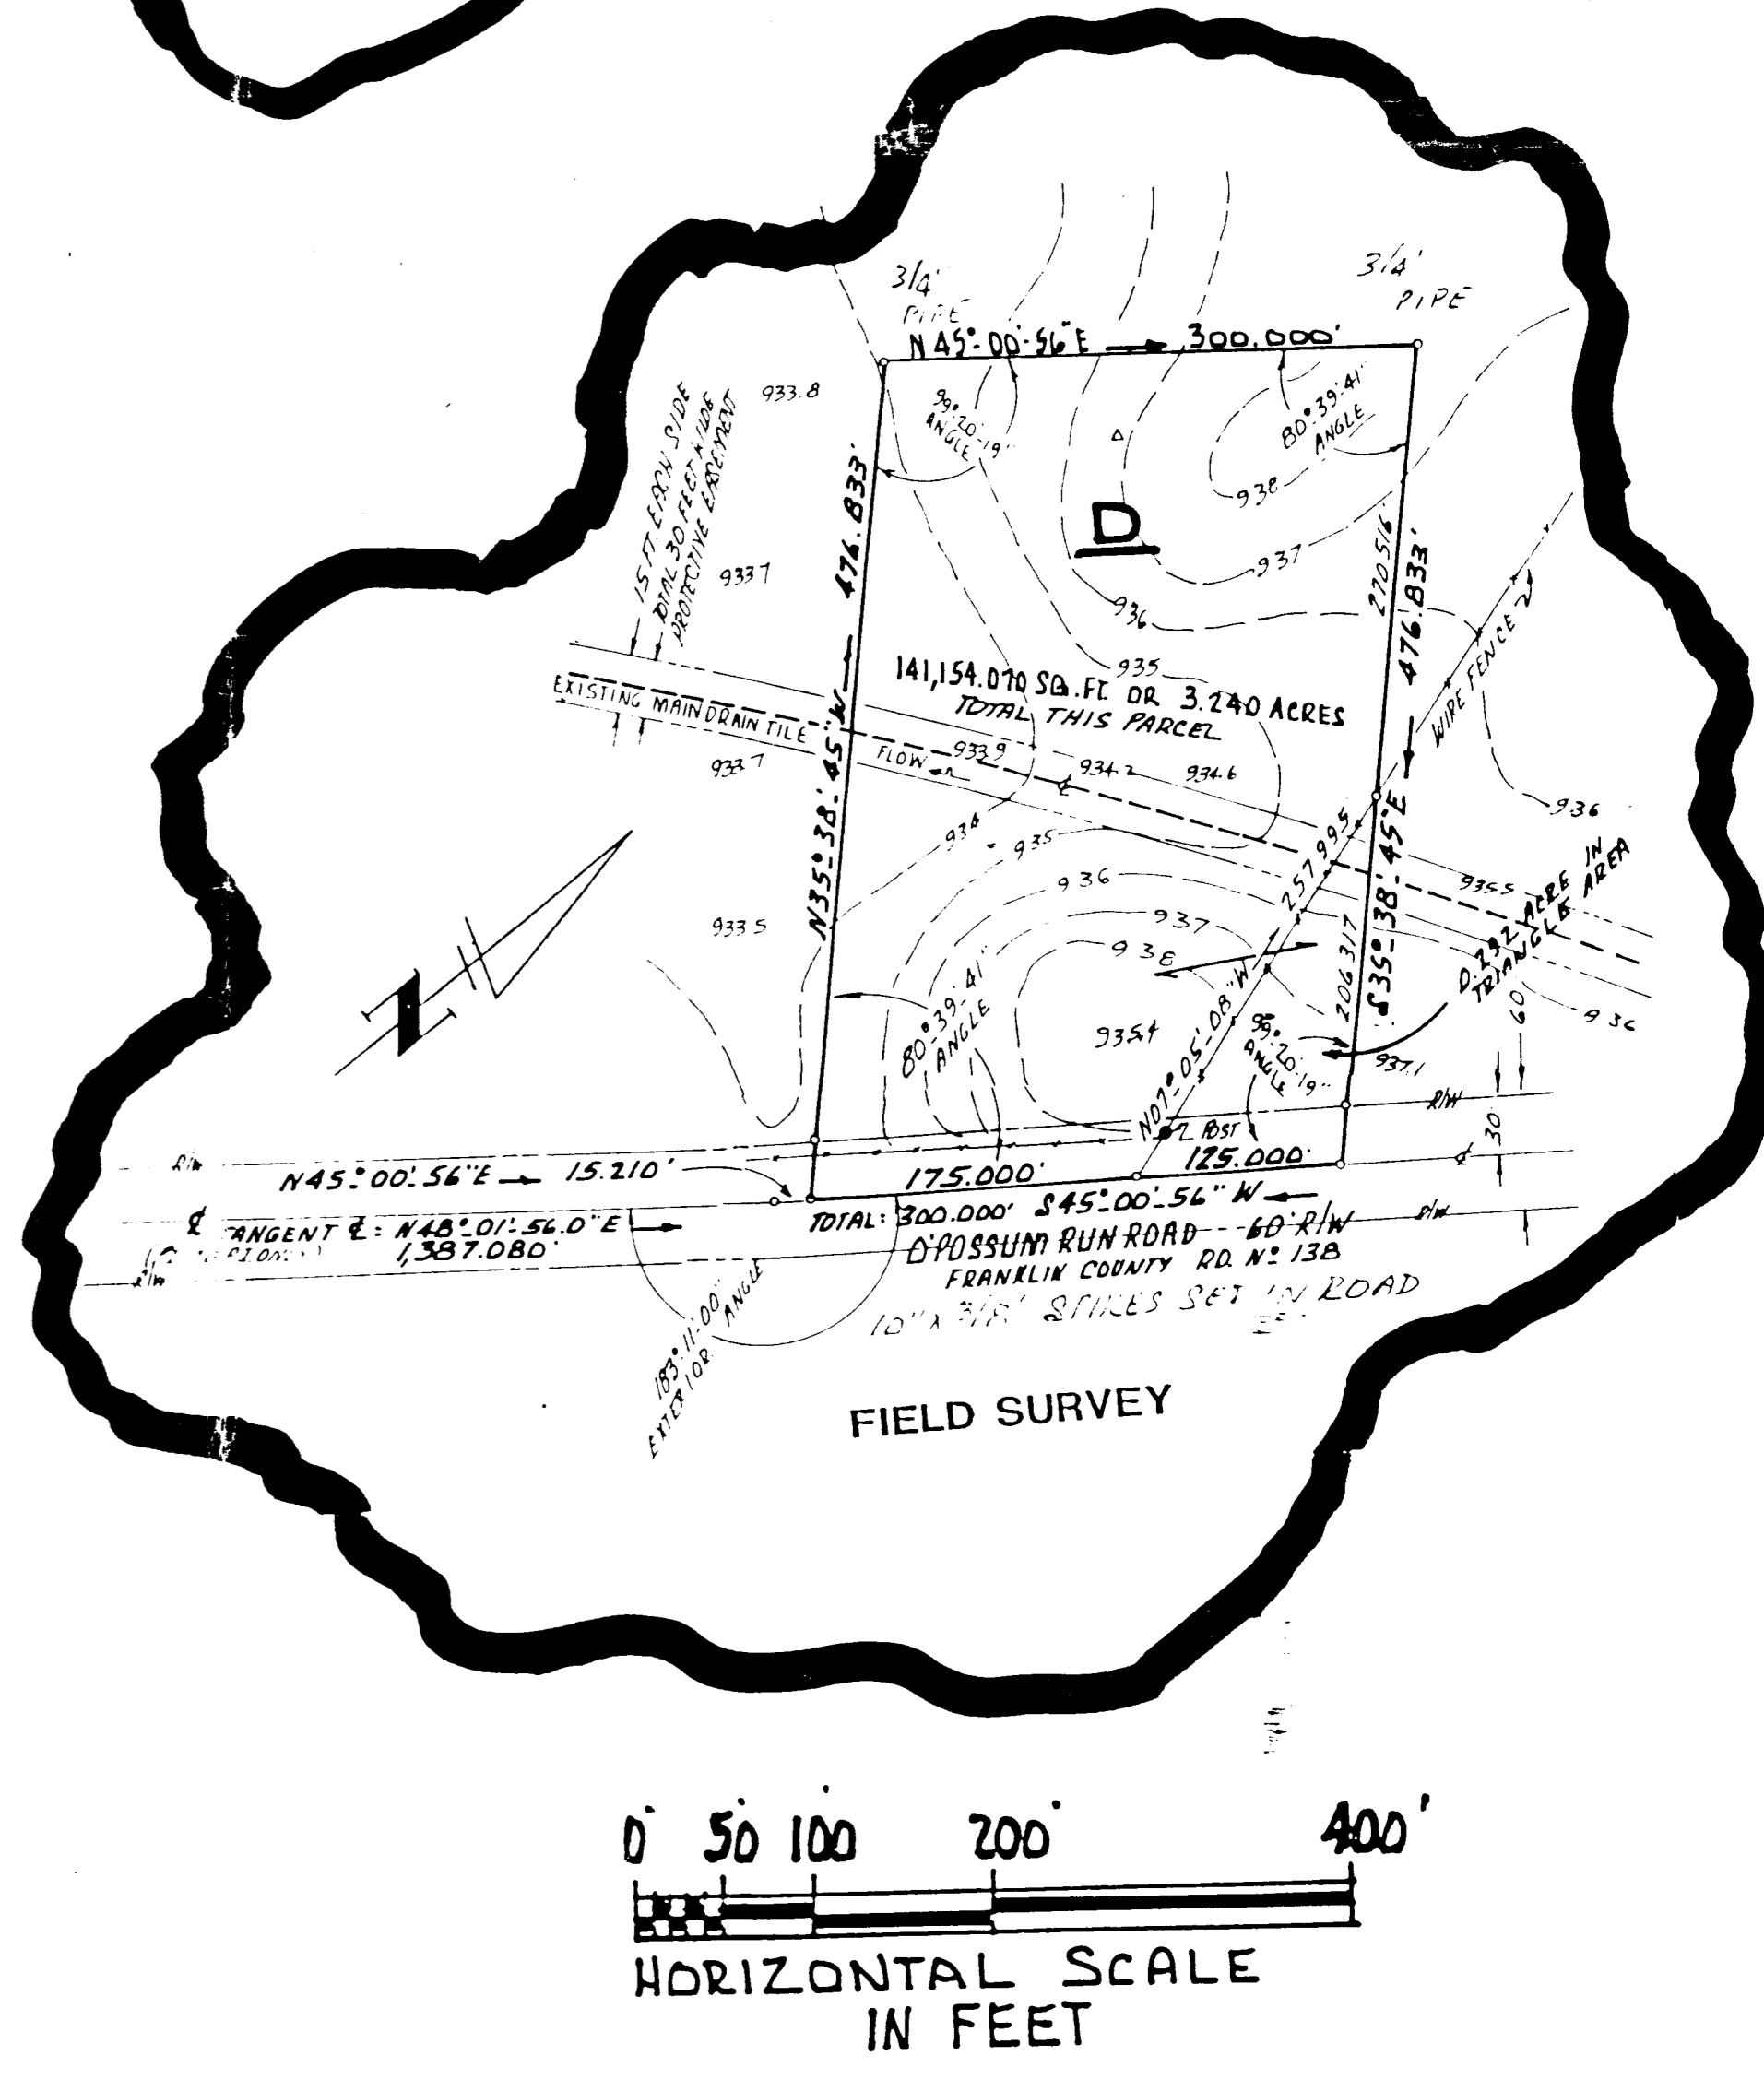 3/4"
PIPE
3/4"
PIPE
N 45°-00'-56" E 300.000'
933.8
99°-20'-19"
ANGLE
80°-39'-41"
ANGLE
15 FT. EACH SIDE
TOTAL 30 FEET WIDE
PROTECTIVE EASEMENT
476.833'
938
D
937
270.516
476.833'
933.7
936
WIRE FENCE
935
141,154.070 SQ. FT. OR 3.240 ACRES
TOTAL THIS PARCEL
EXISTING MAIN DRAIN TILE
FLOW
933.9
934.2
934.6
933.7
N35°-38'-45"W
934
935
936
937
938
257.995
936
935.5
S35°-38'-45"E
0.292 ACRE IN
TRIANGLE AREA
933.5
206.317
60
936
N
80°-39'-41"
ANGLE
935.4
N07°-05'-08"W
99°-20'-19"
ANGLE
937.1
R/W
30
POST
R/W
N45°-00'-56"E 15.210'
175.000'
125.000'
℄
℄ TANGENT ℄: N48°-01'-56.0"E
1,387.080'
R/W
TOTAL: 300.000' S45°-00'-56" W
O'POSSUM RUN ROAD -- 60' R/W
R/W
FRANKLIN COUNTY RD. Nº 138
SPIKES SET IN ROAD
183°-11'-00"
EXTERIOR ANGLE
FIELD SURVEY
0' 50' 100' 200' 400'
HORIZONTAL SCALE
IN FEET